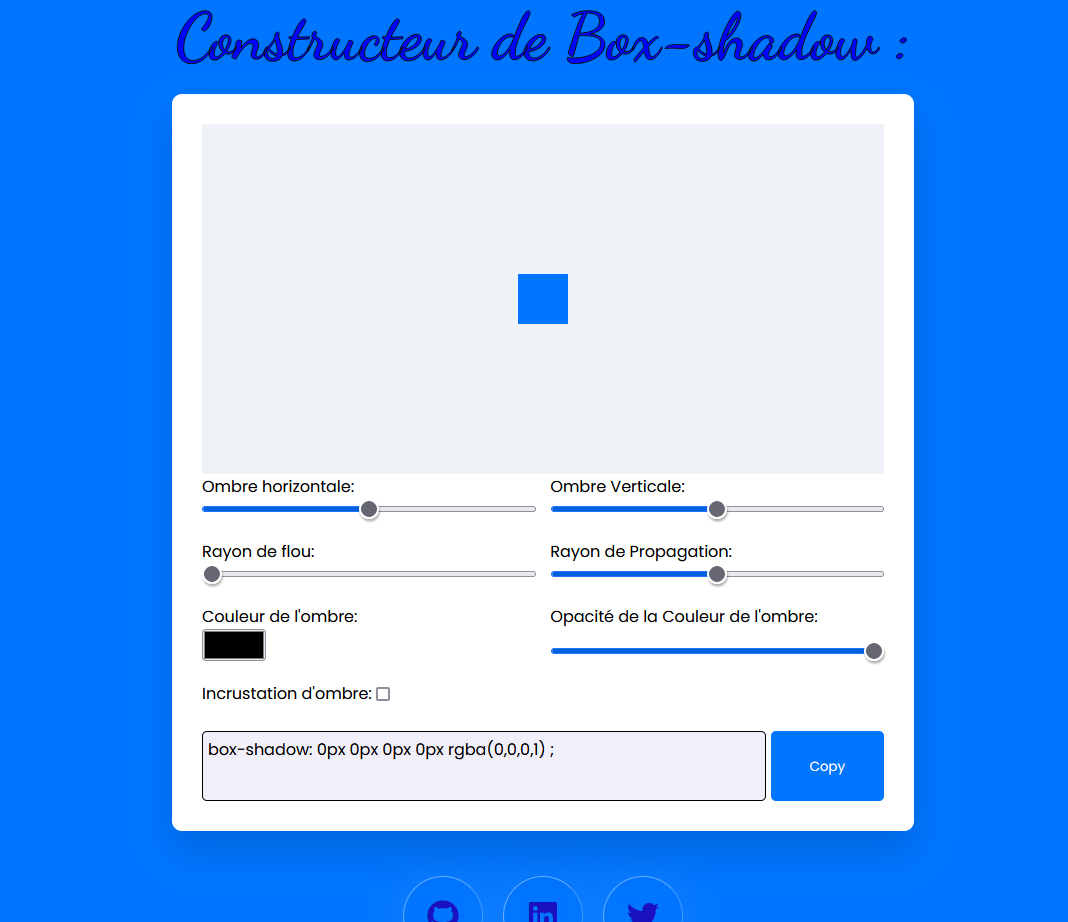 Constructeur de Box-shadow :
Ombre horizontale:
Ombre Verticale:
Rayon de flou:
Rayon de Propagation:
Couleur de l'ombre:
Opacité de la Couleur de l'ombre:
Incrustation d'ombre:
box-shadow: 0px 0px 0px 0px rgba(0,0,0,1) ;
Copy